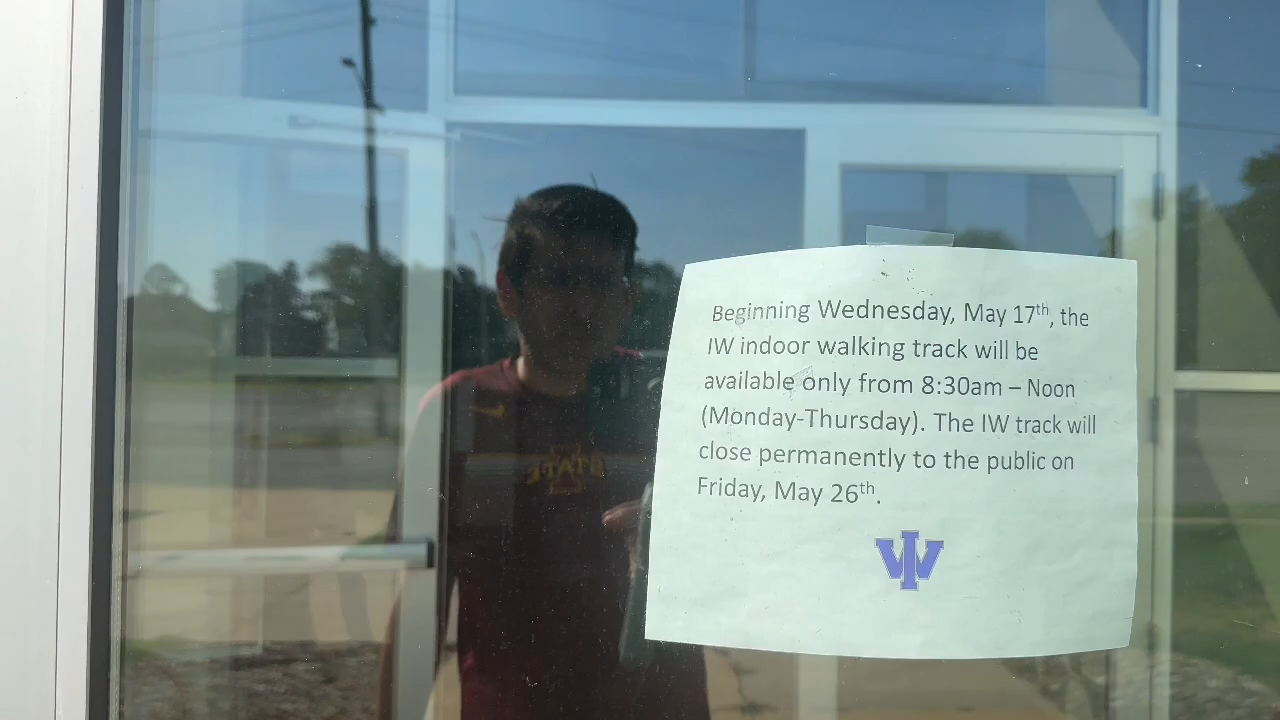 Beginning Wednesday, May 17th, the
IW indoor walking track will be
available only from 8:30am – Noon
(Monday-Thursday). The IW track will
close permanently to the public on
Friday, May 26th.
IW
STATE